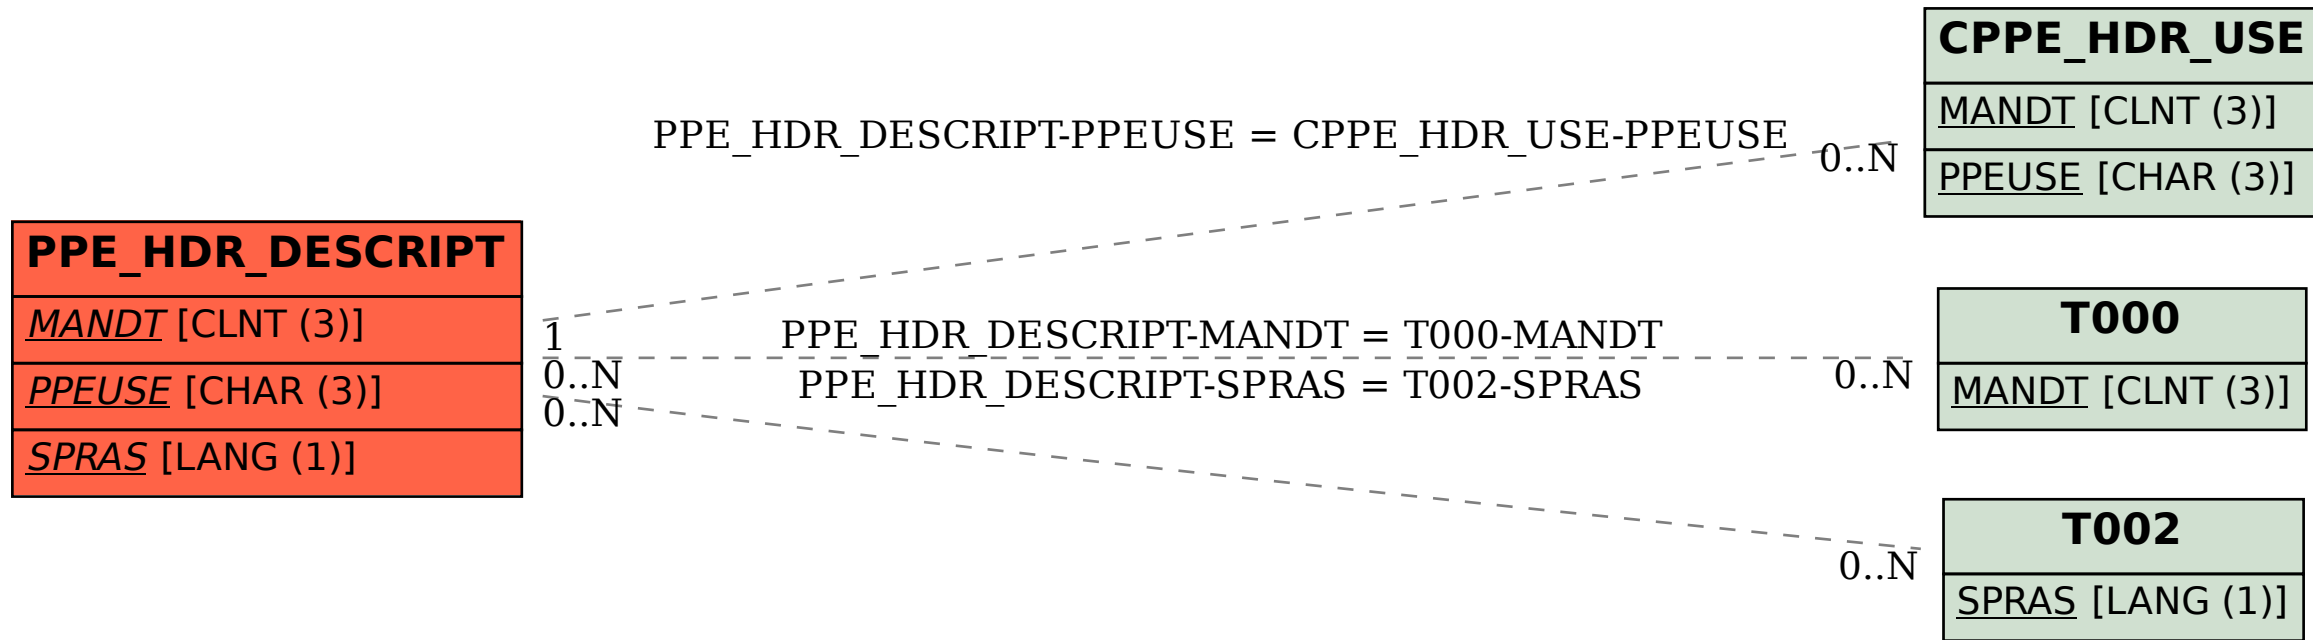 CPPE_HDR_USE
MANDT [CLNT (3)]
PPEUSE [CHAR (3)]
PPE_HDR_DESCRIPT-PPEUSE = CPPE_HDR_USE-PPEUSE
0..N
PPE_HDR_DESCRIPT
MANDT [CLNT (3)]
PPEUSE [CHAR (3)]
SPRAS [LANG (1)]
1
0..N
0..N
PPE_HDR_DESCRIPT-MANDT = T000-MANDT
PPE_HDR_DESCRIPT-SPRAS = T002-SPRAS
0..N
T000
MANDT [CLNT (3)]
0..N
T002
SPRAS [LANG (1)]